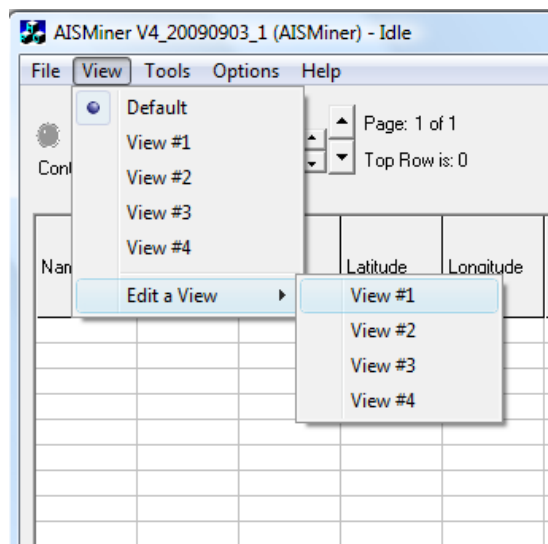 AISMiner V4_20090903_1 (AISMiner) - Idle
File View Tools Options Help
Default
View #1
View #2
View #3
View #4
Edit a View
Page: 1 of 1
Top Row is: 0
Latitude Longitude
View #1
View #2
View #3
View #4